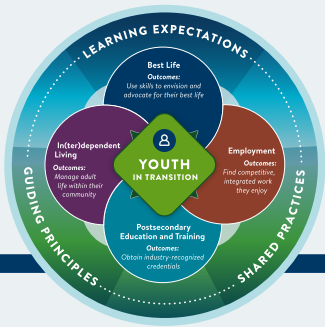 LEARNING EXPECTATIONS
Best Life
Outcomes:
Use skills to envision and
advocate for their best life
In(ter)dependent
Living
Outcomes:
Manage adult
life within their
community
YOUTH
IN TRANSITION
Employment
Outcomes:
Find competitive,
integrated work
they enjoy
Postsecondary
Education and Training
Outcomes:
Obtain industry-recognized
credentials
GUIDING PRINCIPLES
SHARED PRACTICES